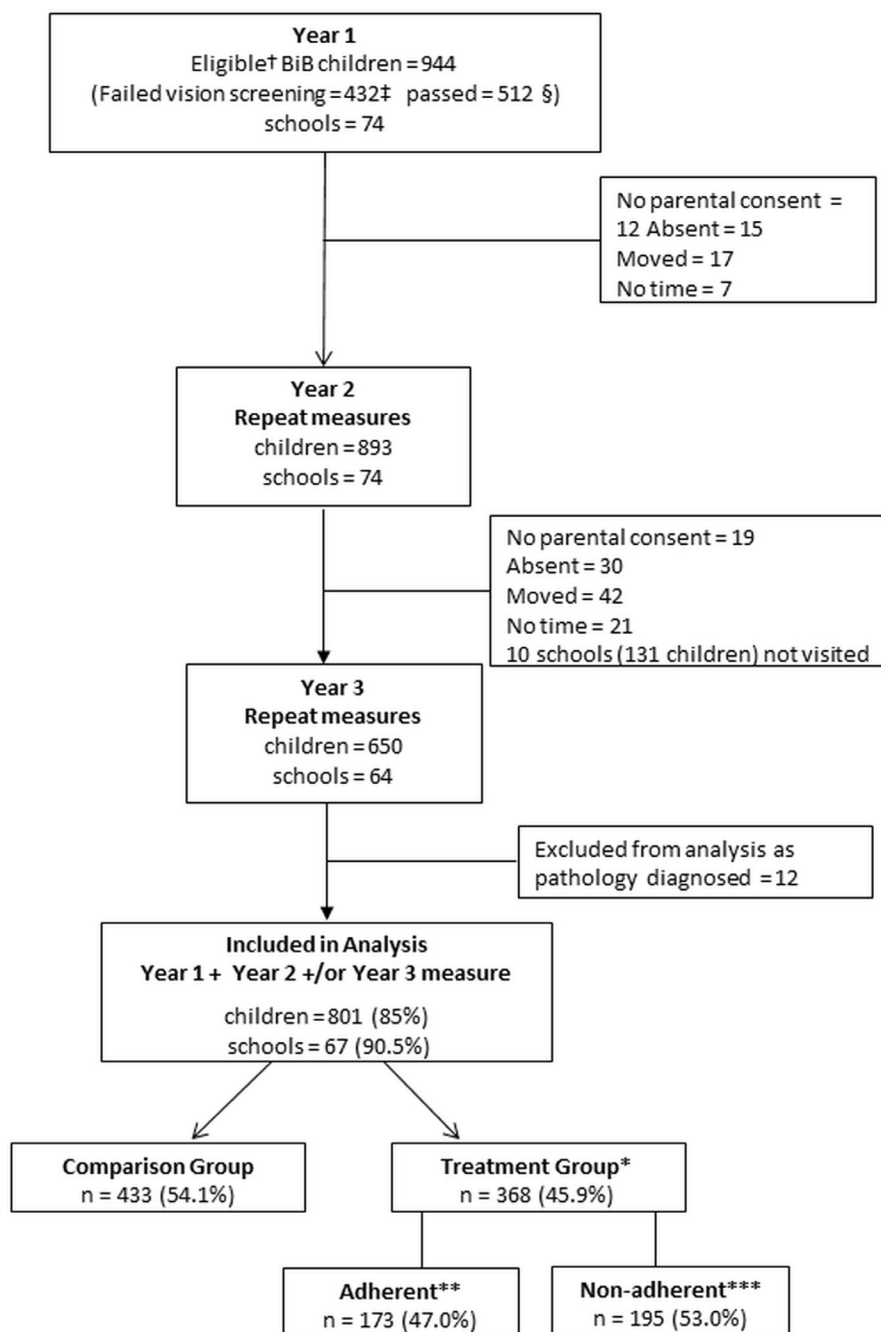 Year 1
Eligible† BiB children = 944
(Failed vision screening = 432‡ passed = 512 §)
schools = 74
No parental consent =
12 Absent = 15
Moved = 17
No time = 7
Year 2
Repeat measures
children = 893
schools = 74
No parental consent = 19
Absent = 30
Moved = 42
No time = 21
10 schools (131 children) not visited
Year 3
Repeat measures
children = 650
schools = 64
Excluded from analysis as
pathology diagnosed = 12
Included in Analysis
Year 1 + Year 2 +/or Year 3 measure
children = 801 (85%)
schools = 67 (90.5%)
Comparison Group
n = 433 (54.1%)
Treatment Group*
n = 368 (45.9%)
Adherent**
n = 173 (47.0%)
Non-adherent***
n = 195 (53.0%)